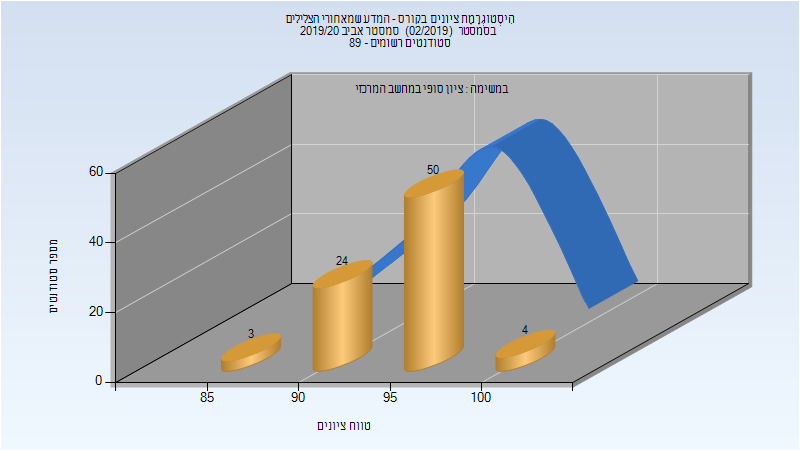 היסטוגרמת ציונים בקורס - המדע שמאחורי הצלילים
בסמסטר (02/2019) סמסטר אביב 2019/20
סטודנטים רשומים - 89
במשימה : ציון סופי במחשב המרכזי
מספר סטודנטים
60
40
20
0
3
24
50
4
85
90
95
100
טווח ציונים